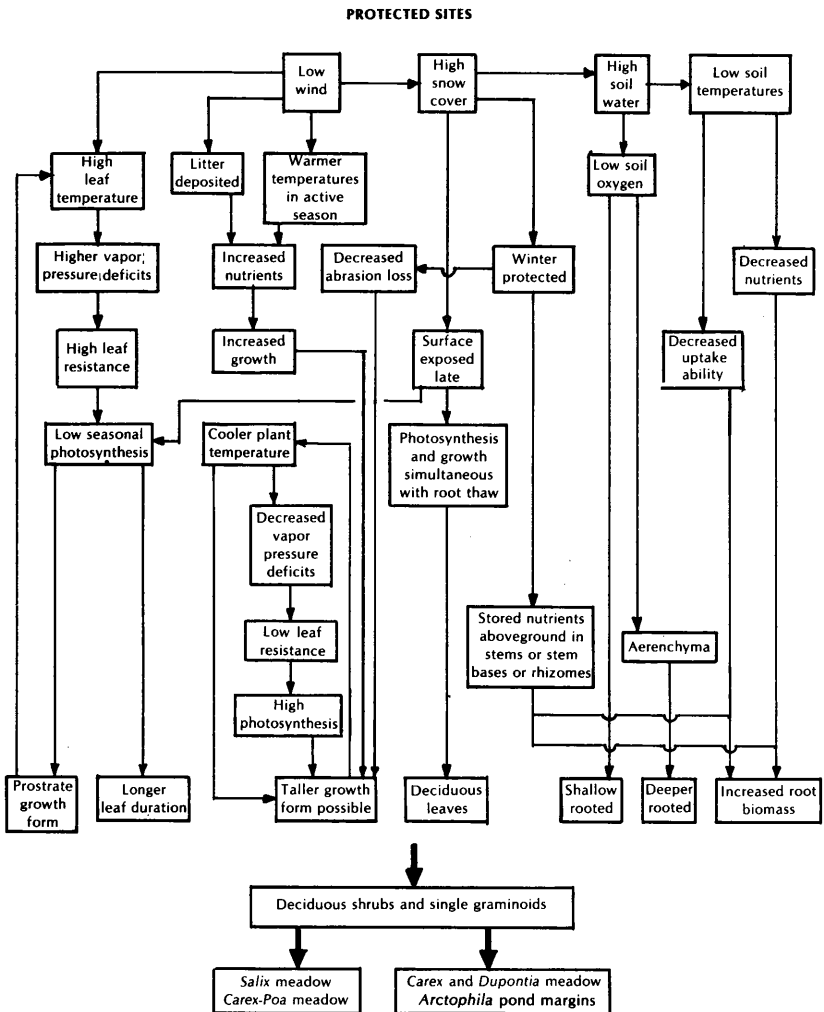 PROTECTED SITES
Low
wind
High
snow
cover
High
soil
water
Low soil
temperatures
High
leaf
temperature
Litter
deposited
Warmer
temperatures
in active
season
Low soil
oxygen
Higher vapor
pressure deficits
Increased
nutrients
Decreased
abrasion loss
Winter
protected
Decreased
nutrients
High leaf
resistance
Increased
growth
Surface
exposed
late
Decreased
uptake
ability
Low seasonal
photosynthesis
Cooler plant
temperature
Photosynthesis
and growth
simultaneous
with root thaw
Decreased
vapor
pressure
deficits
Low leaf
resistance
Stored nutrients
aboveground in
stems or stem
bases or rhizomes
Aerenchyma
High
photosynthesis
Prostrate
growth
form
Longer
leaf duration
Taller growth
form possible
Deciduous
leaves
Shallow
rooted
Deeper
rooted
Increased root
biomass
Deciduous shrubs and single graminoids
Salix meadow
Carex-Poa meadow
Carex and Dupontia meadow
Arctophila pond margins